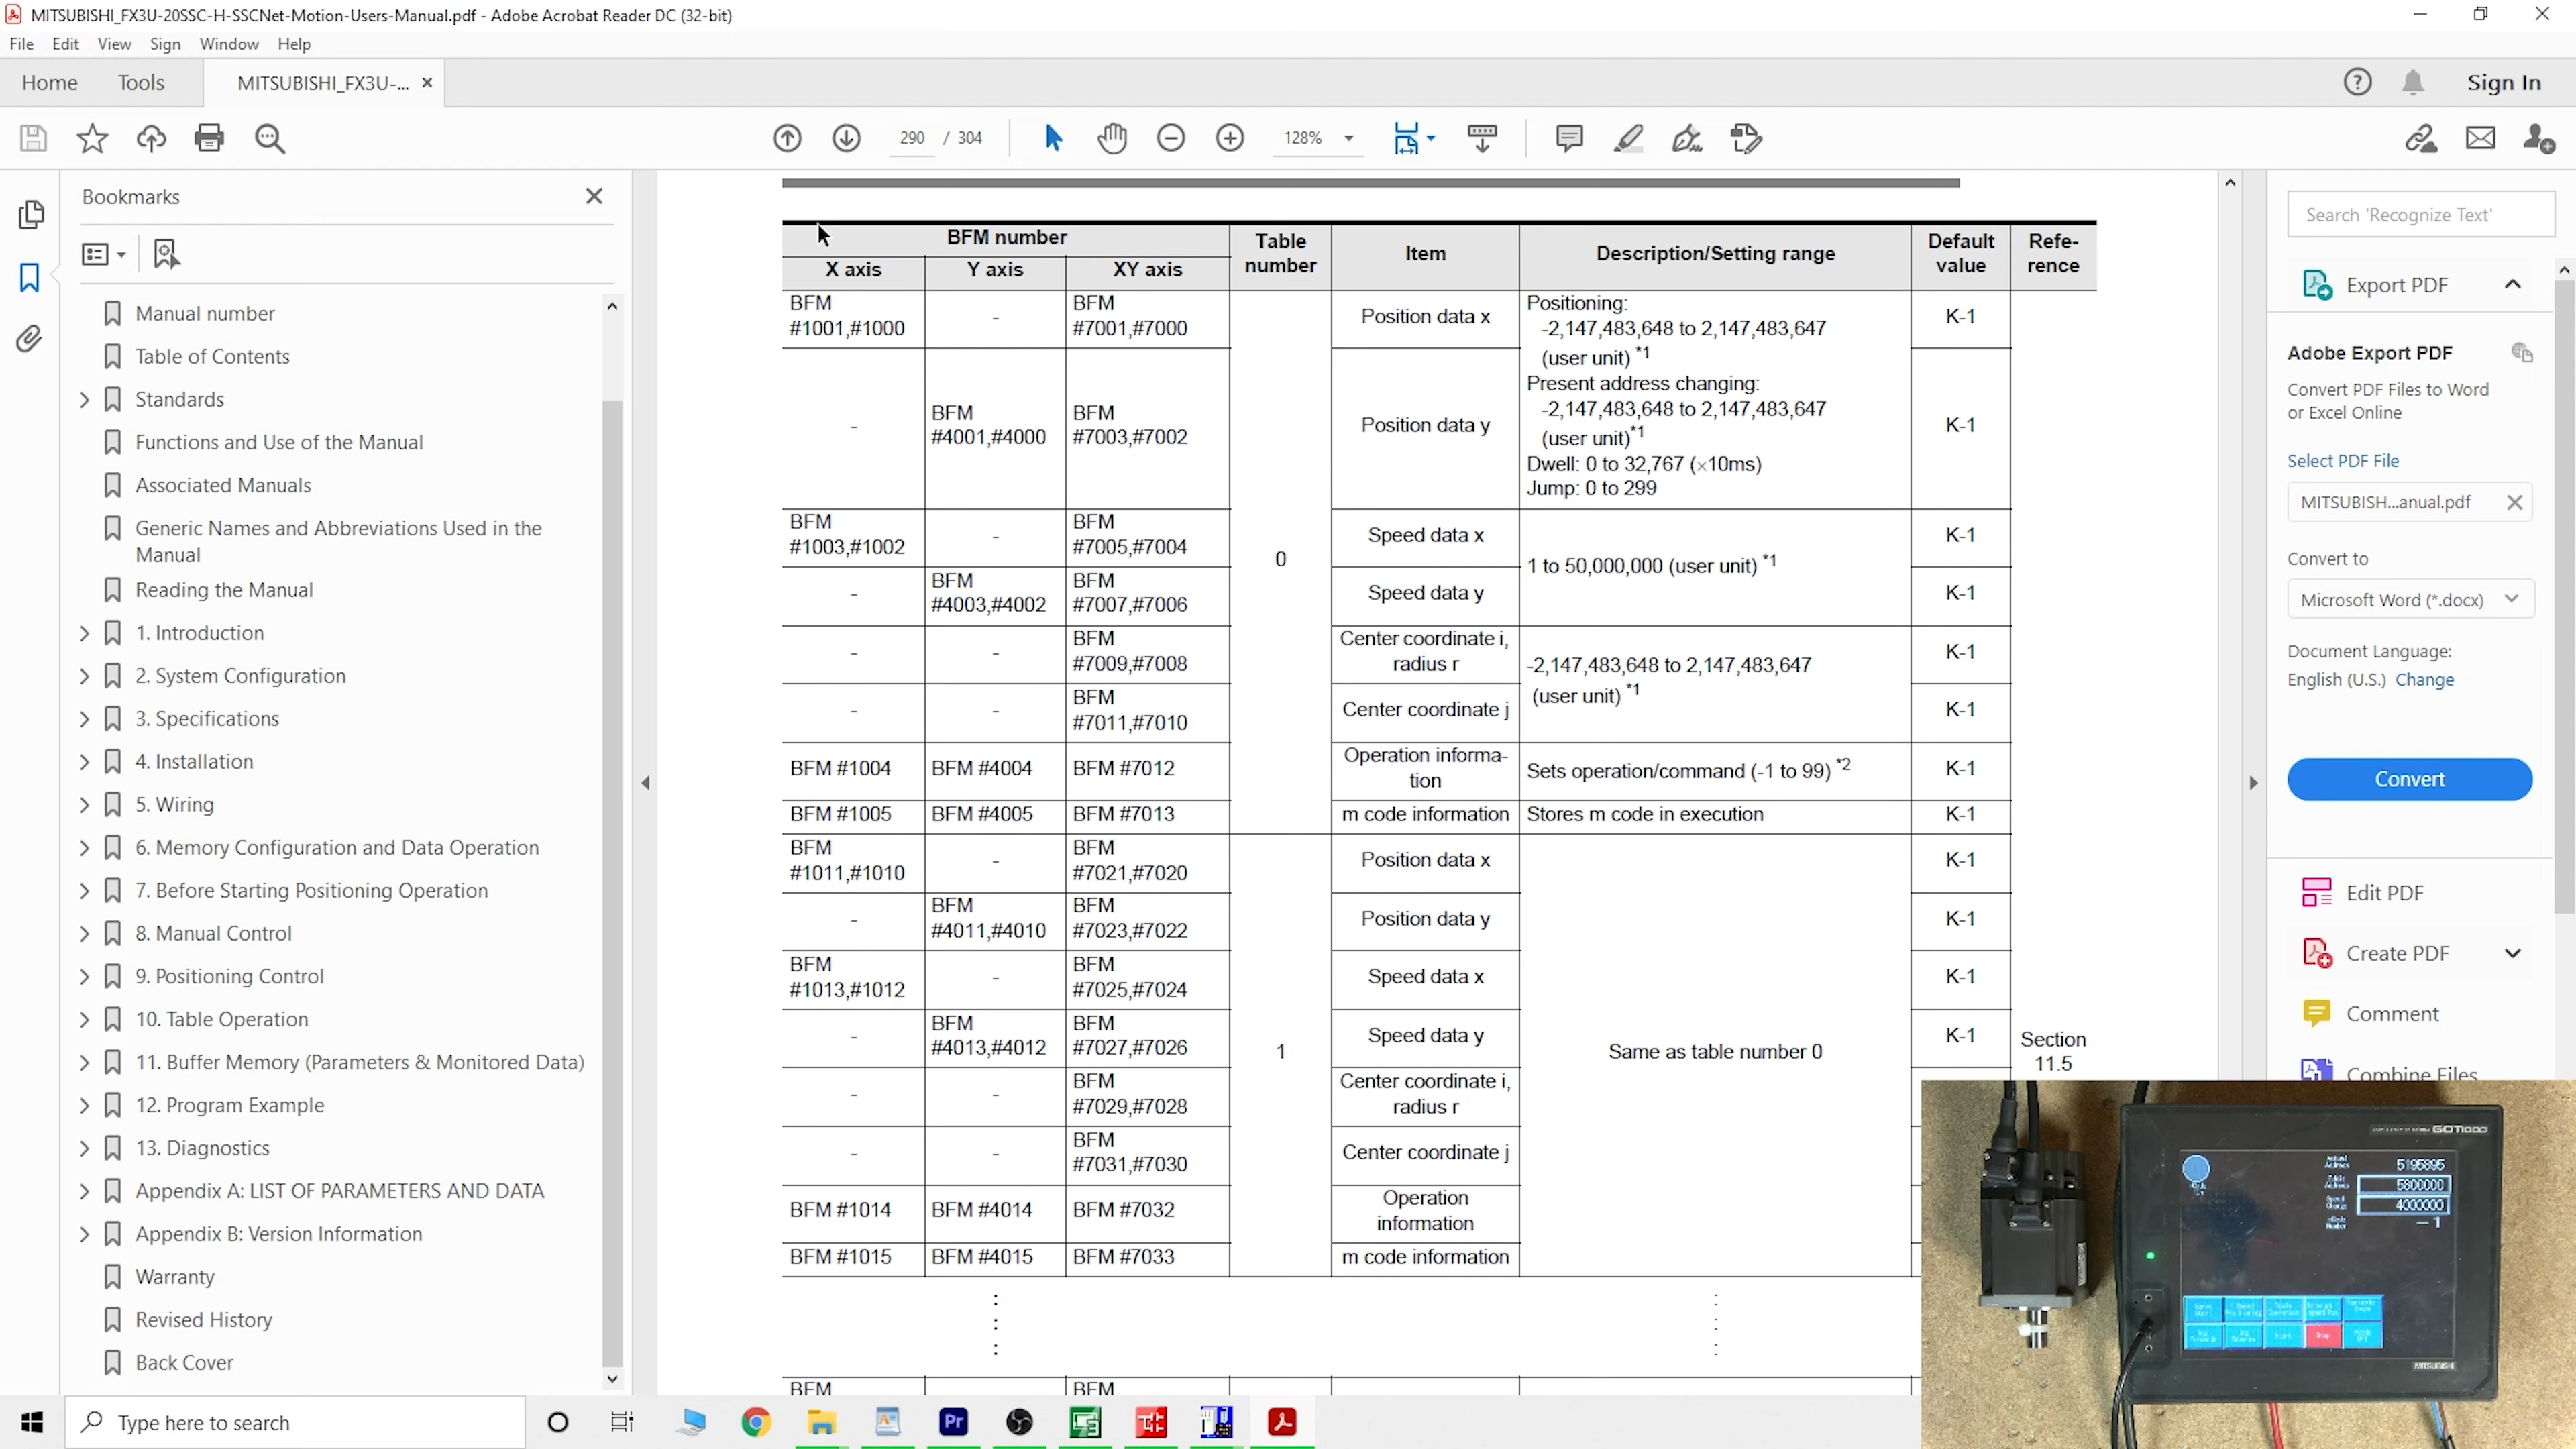 MITSUBISHI_FX3U-20SSC-H-SSCNet-Motion-Users-Manual.pdf - Adobe Acrobat Reader DC (32-bit)
File Edit View Sign Window Help
Home Tools MITSUBISHI_FX3U-... × Sign In
290 / 304 128%
Bookmarks
Manual number
Table of Contents
Standards
Functions and Use of the Manual
Associated Manuals
Generic Names and Abbreviations Used in the
Manual
Reading the Manual
1. Introduction
2. System Configuration
3. Specifications
4. Installation
5. Wiring
6. Memory Configuration and Data Operation
7. Before Starting Positioning Operation
8. Manual Control
9. Positioning Control
10. Table Operation
11. Buffer Memory (Parameters & Monitored Data)
12. Program Example
13. Diagnostics
Appendix A: LIST OF PARAMETERS AND DATA
Appendix B: Version Information
Warranty
Revised History
Back Cover
BFM number Table number Item Description/Setting range Default value Refe-rence
X axis Y axis XY axis
BFM #1001,#1000 - BFM #7001,#7000 0 Position data x K-1
Positioning:
-2,147,483,648 to 2,147,483,647
(user unit) *1
Present address changing:
-2,147,483,648 to 2,147,483,647
(user unit)*1
Dwell: 0 to 32,767 (×10ms)
Jump: 0 to 299
- BFM #4001,#4000 BFM #7003,#7002 Position data y K-1
BFM #1003,#1002 - BFM #7005,#7004 Speed data x 1 to 50,000,000 (user unit) *1 K-1
- BFM #4003,#4002 BFM #7007,#7006 Speed data y K-1
- - BFM #7009,#7008 Center coordinate i, radius r -2,147,483,648 to 2,147,483,647 (user unit) *1 K-1
- - BFM #7011,#7010 Center coordinate j K-1
BFM #1004 BFM #4004 BFM #7012 Operation informa-tion Sets operation/command (-1 to 99) *2 K-1
BFM #1005 BFM #4005 BFM #7013 m code information Stores m code in execution K-1
BFM #1011,#1010 - BFM #7021,#7020 1 Position data x Same as table number 0 K-1
- BFM #4011,#4010 BFM #7023,#7022 Position data y K-1
BFM #1013,#1012 - BFM #7025,#7024 Speed data x K-1
- BFM #4013,#4012 BFM #7027,#7026 Speed data y K-1 Section 11.5
- - BFM #7029,#7028 Center coordinate i, radius r
- - BFM #7031,#7030 Center coordinate j
BFM #1014 BFM #4014 BFM #7032 Operation information
BFM #1015 BFM #4015 BFM #7033 m code information
BFM BFM
Search 'Recognize Text'
Export PDF
Adobe Export PDF
Convert PDF Files to Word
or Excel Online
Select PDF File
MITSUBISH...anual.pdf
Convert to
Microsoft Word (*.docx)
Document Language:
English (U.S.) Change
Convert
Edit PDF
Create PDF
Comment
Combine Files
GOT1000
Actual Address 5195895
Address 5800000
Speed Change 4000000
Number -1
Stop
MITSUBISHI
Type here to search
Pr